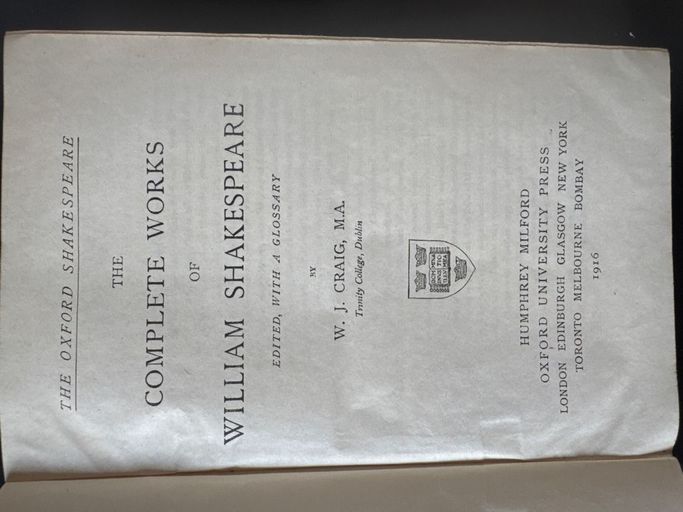 THE OXFORD SHAKESPEARE
THE
COMPLETE WORKS
OF
WILLIAM SHAKESPEARE
EDITED, WITH A GLOSSARY
BY
W. J. CRAIG, M.A.
Trinity College, Dublin
HUMPHREY MILFORD
OXFORD UNIVERSITY PRESS
LONDON EDINBURGH GLASGOW NEW YORK
TORONTO MELBOURNE BOMBAY
1916